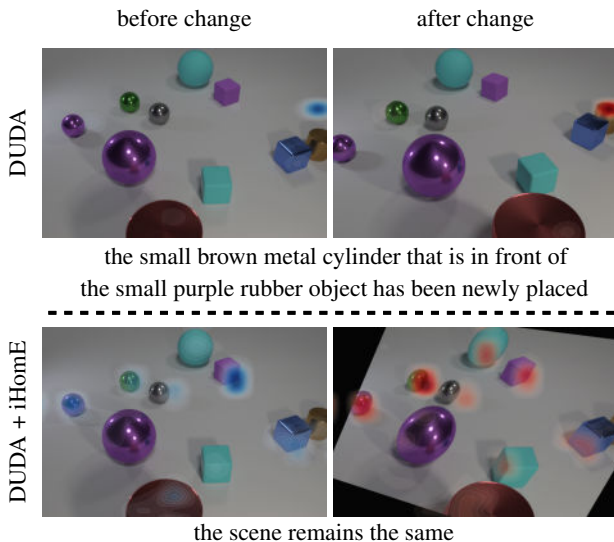 before change
after change
DUDA
the small brown metal cylinder that is in front of
the small purple rubber object has been newly placed
DUDA + iHomE
the scene remains the same